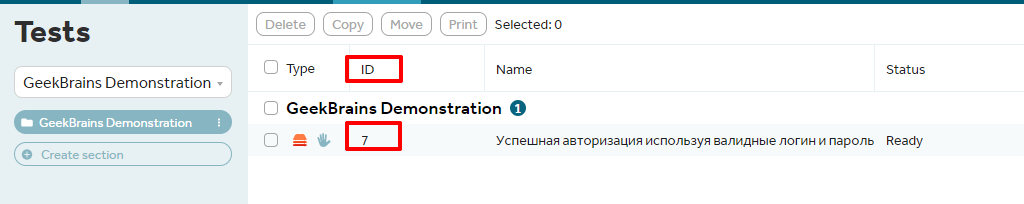 Tests
GeekBrains Demonstration
GeekBrains Demonstration
Create section
Delete Copy Move Print Selected: 0
Type ID Name Status
GeekBrains Demonstration 1
7 Успешная авторизация используя валидные логин и пароль Ready